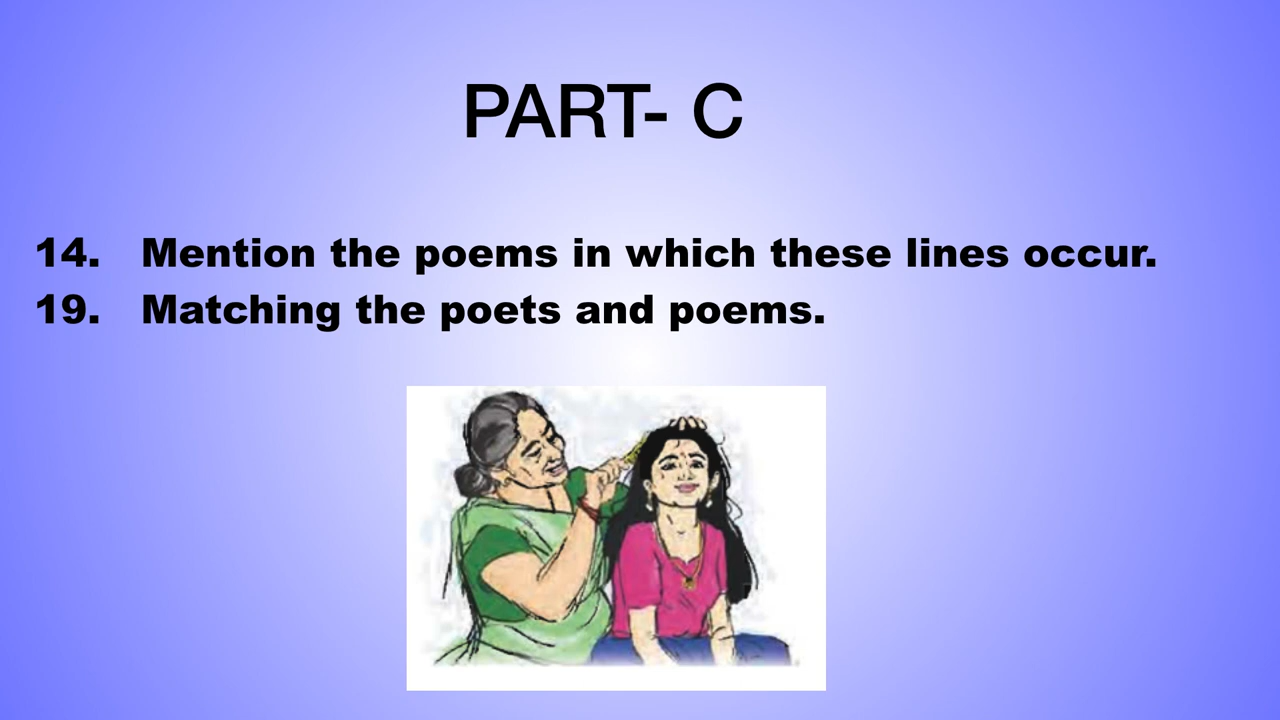 PART- C
14. Mention the poems in which these lines occur.
19. Matching the poets and poems.